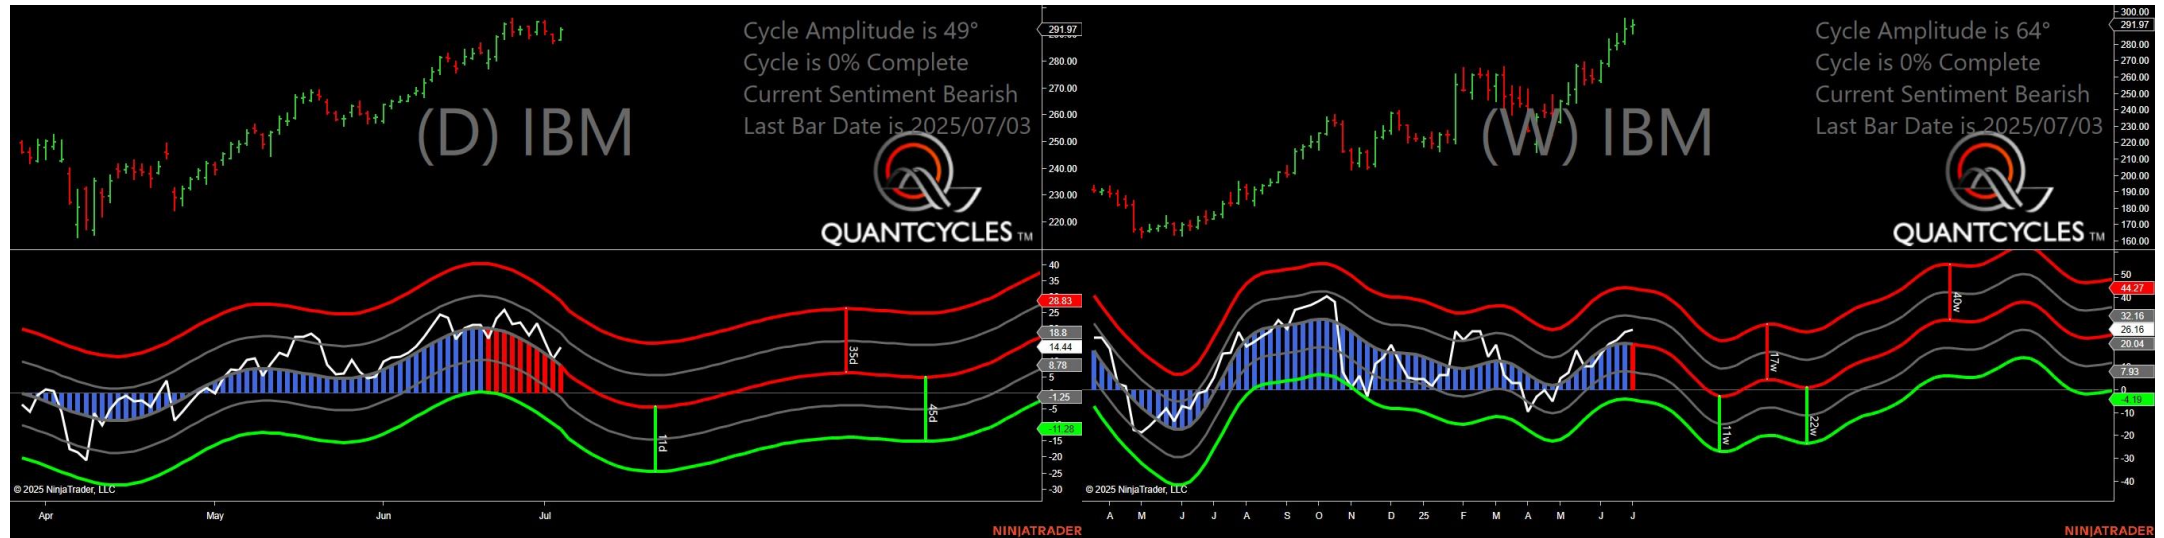 Cycle Amplitude is 49°
Cycle is 0% Complete
Current Sentiment Bearish
Last Bar Date is 2025/07/03
(D) IBM
QUANTCYCLES TM
291.97
280.00
270.00
260.00
250.00
240.00
230.00
220.00
40
35
28.83
25
18.8
14.44
8.78
5
-1.25
-5
-11.28
-15
-20
-25
-30
11d
35d
45d
© 2025 NinjaTrader, LLC
Apr May Jun Jul
NINJATRADER
Cycle Amplitude is 64°
Cycle is 0% Complete
Current Sentiment Bearish
Last Bar Date is 2025/07/03
(W) IBM
QUANTCYCLES TM
300.00
291.97
280.00
270.00
260.00
250.00
240.00
230.00
220.00
210.00
200.00
190.00
180.00
170.00
160.00
50
44.27
40
32.16
26.16
20.04
7.93
0
-4.19
-10
-20
-30
-40
11w
17w
22w
40w
© 2025 NinjaTrader, LLC
A M J J A S O N D 25 F M A M J J
NINJATRADER